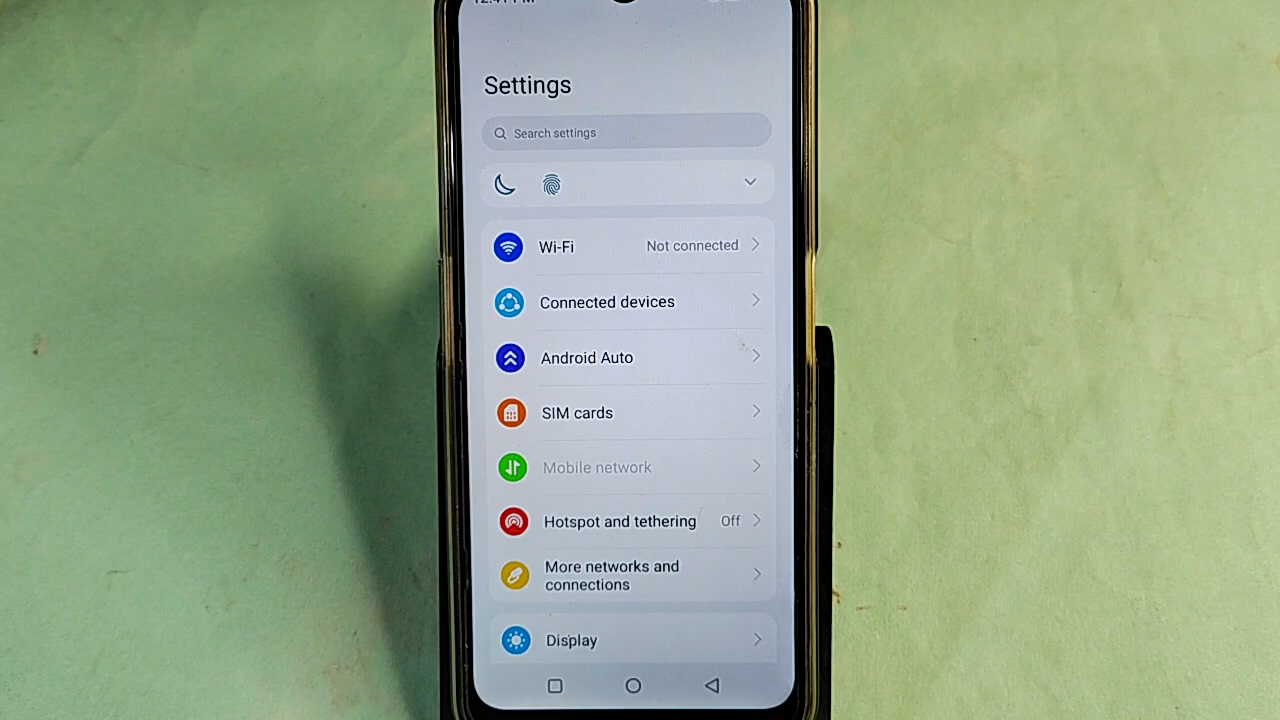 Settings
Search settings
Wi-Fi Not connected
Connected devices
Android Auto
SIM cards
Mobile network
Hotspot and tethering Off
More networks and
connections
Display